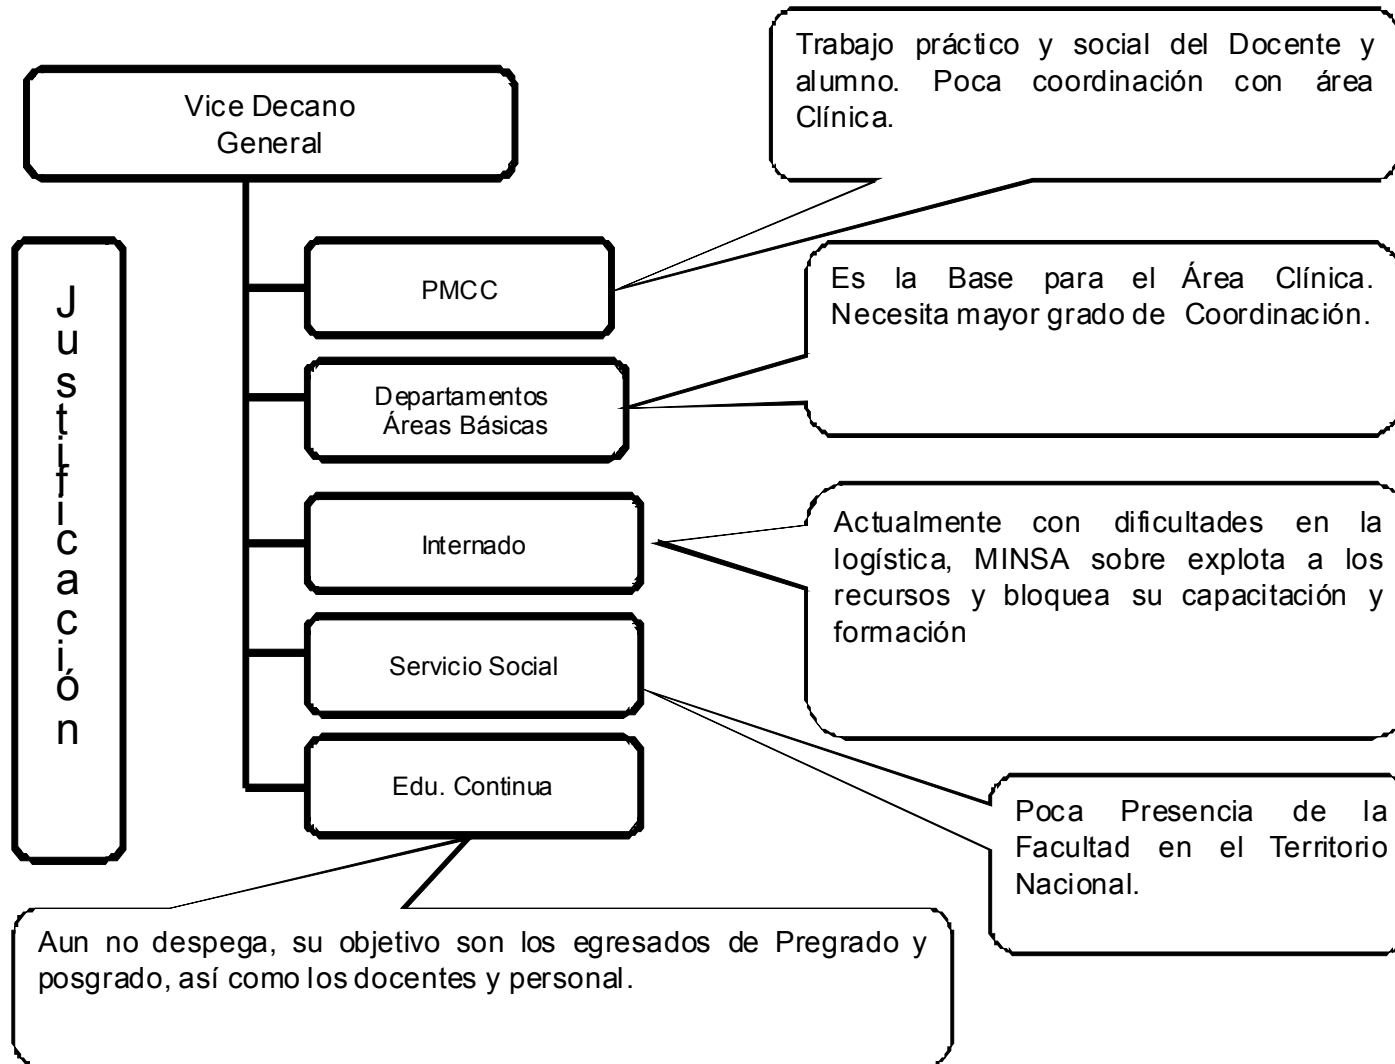 Vice Decano
General
Trabajo práctico y social del Docente y
alumno. Poca coordinación con área
Clínica.
Justificación
PMCC
Es la Base para el Área Clínica.
Necesita mayor grado de Coordinación.
Departamentos
Áreas Básicas
Internado
Actualmente con dificultades en la
logística, MINSA sobre explota a los
recursos y bloquea su capacitación y
formación
Servicio Social
Poca Presencia de la
Facultad en el Territorio
Nacional.
Edu. Continua
Aun no despega, su objetivo son los egresados de Pregrado y
posgrado, así como los docentes y personal.